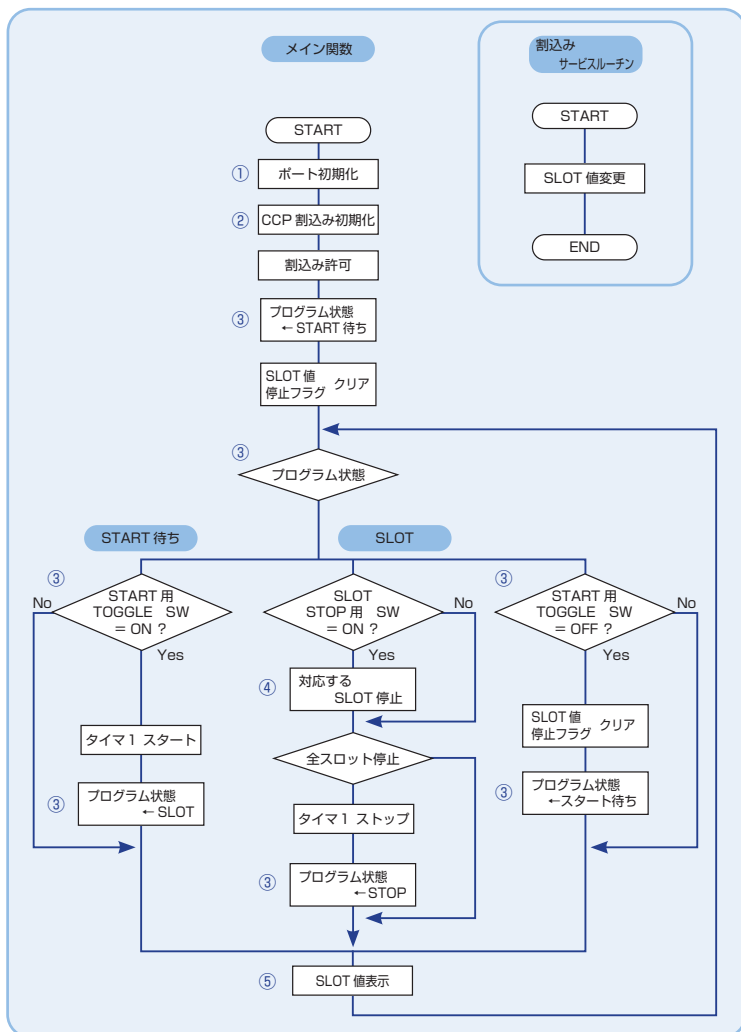 メイン関数
割込み
サービスルーチン
START
START
① ポート初期化
SLOT 値変更
② CCP 割込み初期化
END
割込み許可
③ プログラム状態
← START 待ち
SLOT 値
停止フラグ クリア
③ プログラム状態
START 待ち
SLOT
③ START 用
TOGGLE SW
= ON ?
No
Yes
タイマ1 スタート
③ プログラム状態
← SLOT
SLOT
STOP 用 SW
= ON ?
No
Yes
④ 対応する
SLOT 停止
全スロット停止
タイマ1 ストップ
③ プログラム状態
←STOP
③ START 用
TOGGLE SW
= OFF ?
No
Yes
SLOT 値
停止フラグ クリア
③ プログラム状態
←スタート待ち
⑤ SLOT 値表示